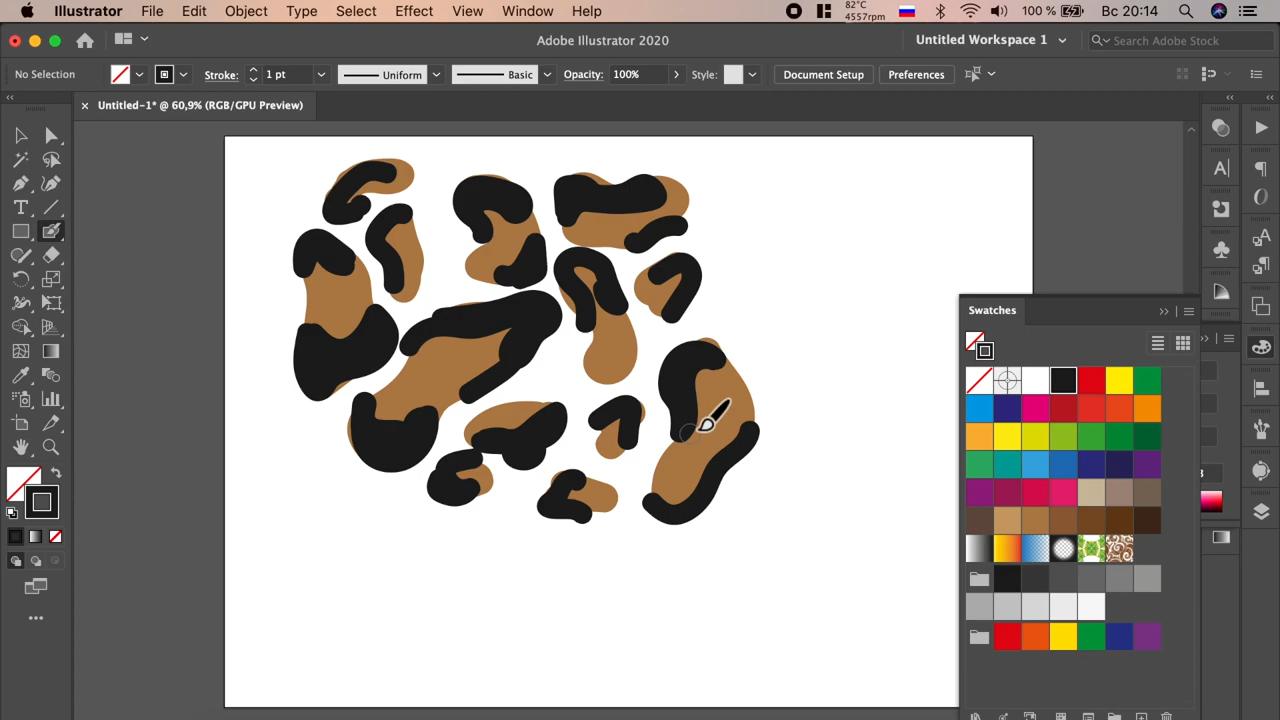 Illustrator File Edit Object Type Select Effect View Window Help 82°C 4557rpm 100 % Вс 20:14
Adobe Illustrator 2020 Untitled Workspace 1 Search Adobe Stock
No Selection Stroke: 1 pt Uniform Basic Opacity: 100% Style: Document Setup Preferences
× Untitled-1* @ 60,9% (RGB/GPU Preview)
Swatches